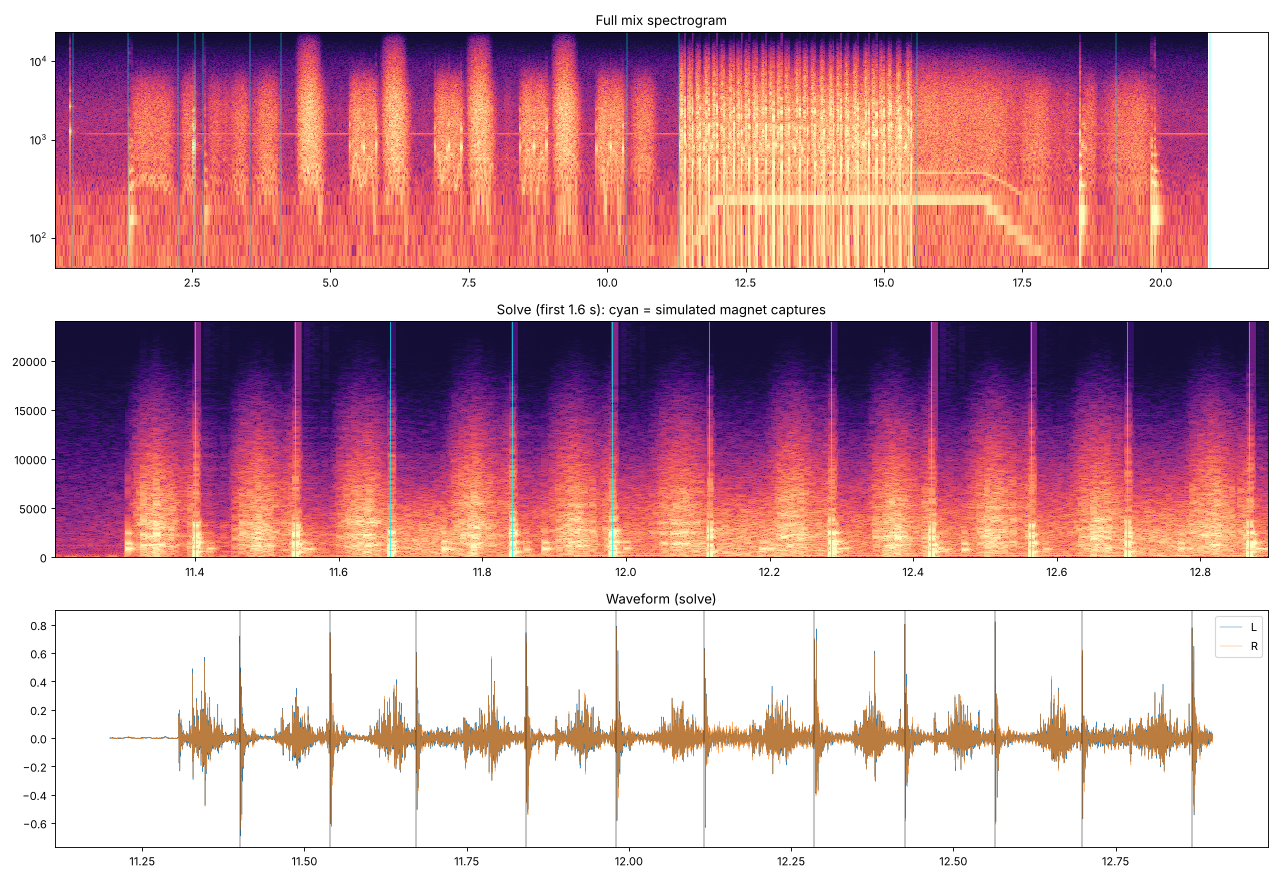 Full mix spectrogram
10⁴
10³
10²
2.5 5.0 7.5 10.0 12.5 15.0 17.5 20.0
Solve (first 1.6 s): cyan = simulated magnet captures
20000
15000
10000
5000
0
11.4 11.6 11.8 12.0 12.2 12.4 12.6 12.8
Waveform (solve)
0.8
L
0.6
R
0.4
0.2
0.0
−0.2
−0.4
−0.6
11.25 11.50 11.75 12.00 12.25 12.50 12.75